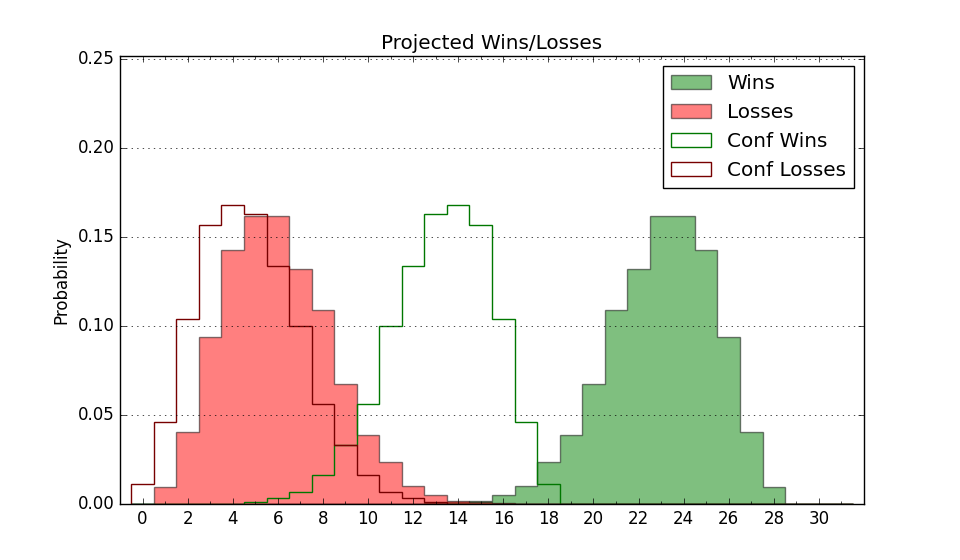 Projected Wins/Losses
0.25
0.20
0.15
0.10
0.05
0.00
Probability
Wins
Losses
Conf Wins
Conf Losses
0 2 4 6 8 10 12 14 16 18 20 22 24 26 28 30